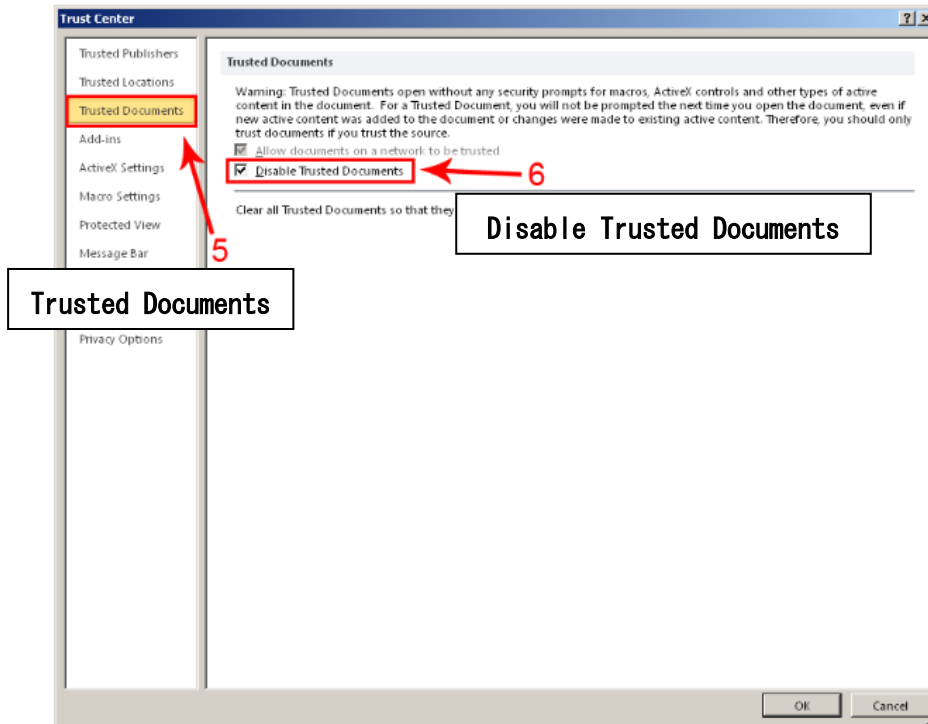 Trust Center
Trusted Publishers
Trusted Locations
Trusted Documents
Add-ins
ActiveX Settings
Macro Settings
Protected View
Message Bar
Privacy Options
Trusted Documents
Warning: Trusted Documents open without any security prompts for macros, ActiveX controls and other types of active
content in the document. For a Trusted Document, you will not be prompted the next time you open the document, even if
new active content was added to the document or changes were made to existing active content. Therefore, you should only
trust documents if you trust the source.
Allow documents on a network to be trusted
Disable Trusted Documents
6
Clear all Trusted Documents so that they
Disable Trusted Documents
5
Trusted Documents
OK
Cancel